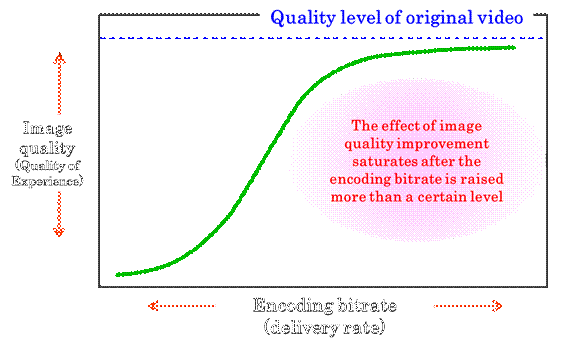 Quality level of original video
Image
quality
(Quality of
Experience)
The effect of image
quality improvement
saturates after the
encoding bitrate is raised
more than a certain level
Encoding bitrate
(delivery rate)